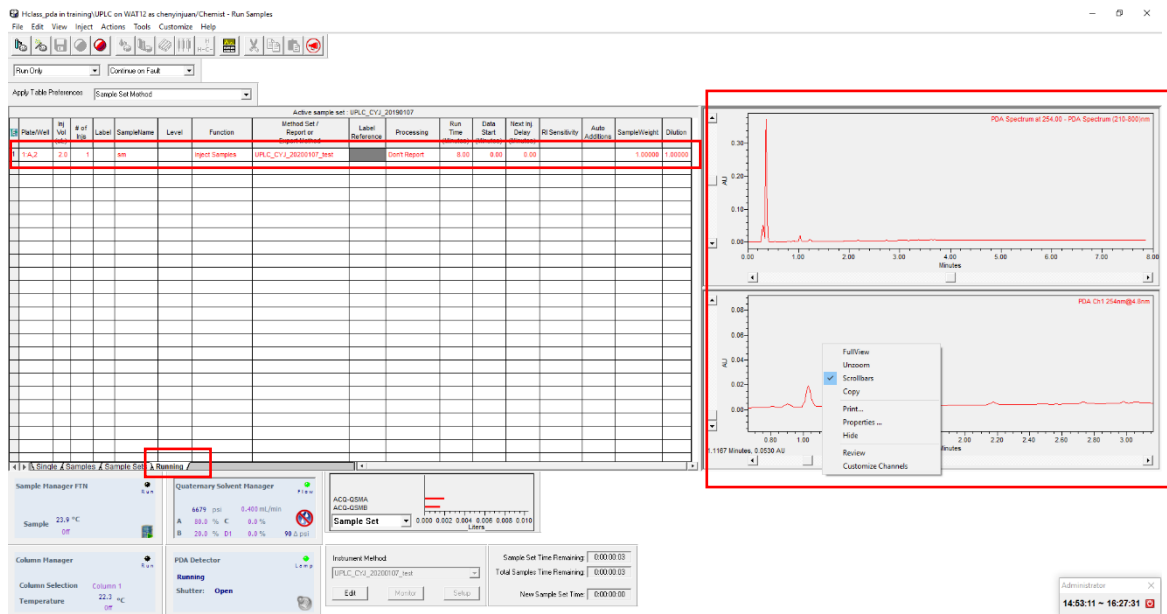 Hclass_pda in training\UPLC on WAT12 as chenyinjuan/Chemist - Run Samples
File Edit View Inject Actions Tools Customize Help
Run Only Continue on Fault
Apply Table Preferences Sample Set Method
Active sample set : UPLC_CYJ_20190107
Plate/Well Inj Vol (uL) # of Injs Label SampleName Level Function Method Set / Report or Export Method Label Reference Processing Run Time (Minutes) Data Start (Minutes) Next Inj Delay (Minutes) RI Sensitivity Auto Additions SampleWeight Dilution
1 1:A,2 2.0 1 sm Inject Samples UPLC_CYJ_20200107_test Don't Report 8.00 0.00 0.00 1.00000 1.00000
PDA Spectrum at 254.00 - PDA Spectrum (210-800)nm
0.30
0.20
AU
0.10
0.00
0.00 1.00 2.00 3.00 4.00 5.00 6.00 7.00 8.00
Minutes
PDA Ch1 254nm@4.8nm
0.08
0.06
AU
0.04
0.02
0.00
FullView
Unzoom
Scrollbars
Copy
Print...
Properties ...
Hide
Review
Customize Channels
0.80 1.00 2.00 2.20 2.40 2.60 2.80 3.00
1.1167 Minutes, 0.0530 AU
Minutes
Single Samples Sample Sets Running
Sample Manager FTN
Run
Sample 23.9 °C
Off
Quaternary Solvent Manager
Flow
6679 psi 0.400 mL/min
A 80.0 % C 0.0 %
B 20.0 % D1 0.0 % 90 Δ psi
ACQ-QSMA
ACQ-QSMB
Sample Set
0.000 0.002 0.004 0.006 0.008 0.010
Liters
Column Manager
Run
Column Selection Column 1
Temperature 22.3 °C
Off
PDA Detector
Lamp
Running
Shutter: Open
Instrument Method:
UPLC_CYJ_20200107_test
Edit Monitor Setup
Sample Set Time Remaining: 0:00:00:03
Total Samples Time Remaining: 0:00:00:03
New Sample Set Time: 0:00:00:00
Administrator
14:53:11 ~ 16:27:31